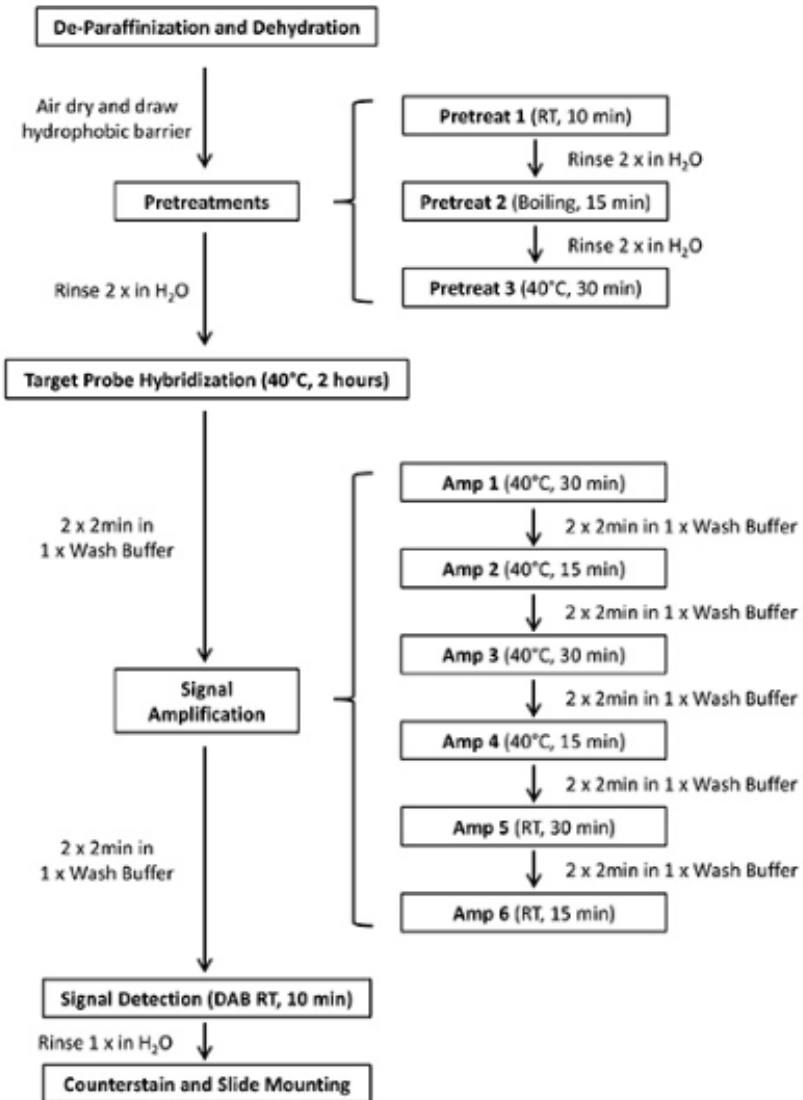 De-Paraffinization and Dehydration
Air dry and draw
hydrophobic barrier
Pretreatments
Pretreat 1 (RT, 10 min)
Rinse 2 x in H₂O
Pretreat 2 (Boiling, 15 min)
Rinse 2 x in H₂O
Pretreat 3 (40°C, 30 min)
Rinse 2 x in H₂O
Target Probe Hybridization (40°C, 2 hours)
2 x 2min in
1 x Wash Buffer
Signal
Amplification
Amp 1 (40°C, 30 min)
2 x 2min in 1 x Wash Buffer
Amp 2 (40°C, 15 min)
2 x 2min in 1 x Wash Buffer
Amp 3 (40°C, 30 min)
2 x 2min in 1 x Wash Buffer
Amp 4 (40°C, 15 min)
2 x 2min in 1 x Wash Buffer
Amp 5 (RT, 30 min)
2 x 2min in 1 x Wash Buffer
Amp 6 (RT, 15 min)
2 x 2min in
1 x Wash Buffer
Signal Detection (DAB RT, 10 min)
Rinse 1 x in H₂O
Counterstain and Slide Mounting